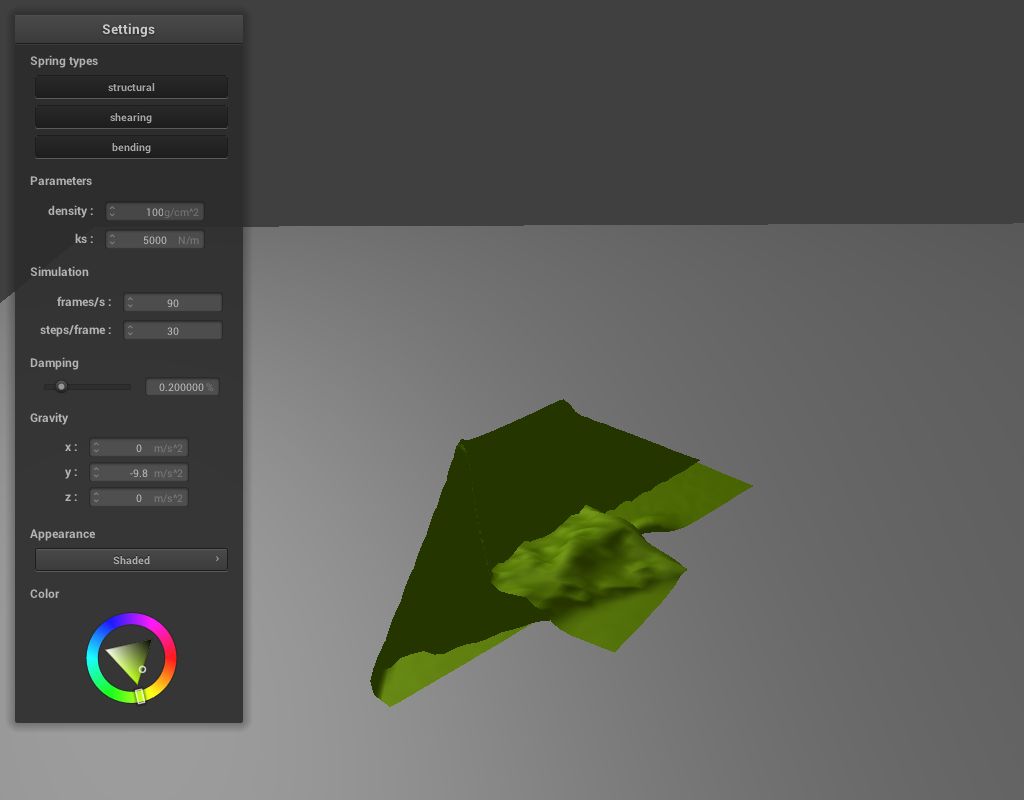 Settings
Spring types
structural
shearing
bending
Parameters
density : 100 g/cm^2
ks : 5000 N/m
Simulation
frames/s : 90
steps/frame : 30
Damping
0.200000 %
Gravity
x : 0 m/s^2
y : -9.8 m/s^2
z : 0 m/s^2
Appearance
Shaded
Color